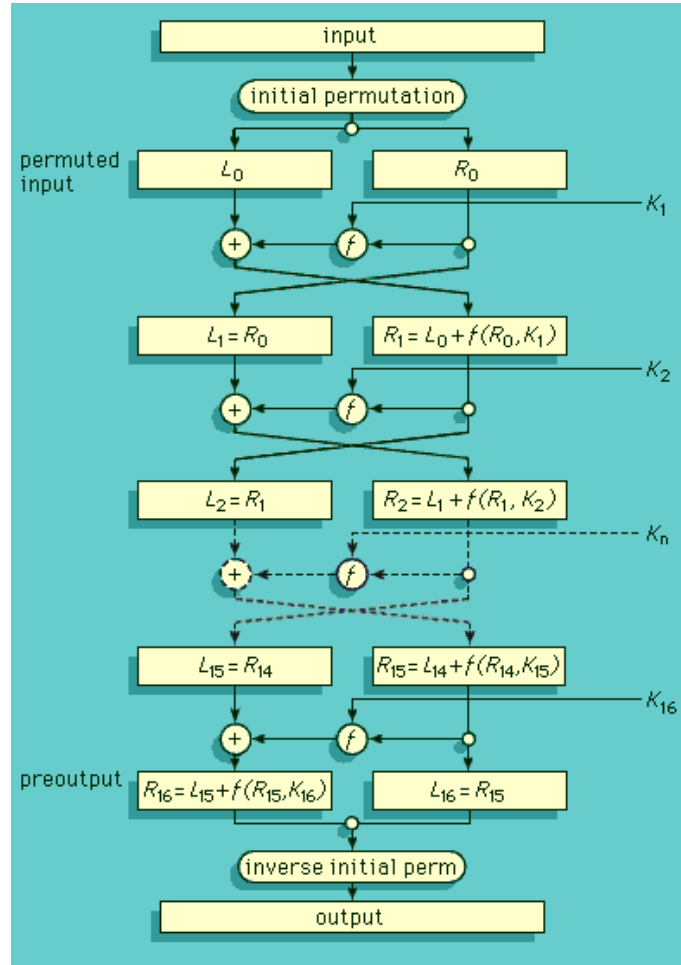 input
initial permutation
permuted
input
L₀
R₀
K₁
+
f
L₁=R₀
R₁=L₀+f(R₀,K₁)
K₂
+
f
L₂=R₁
R₂=L₁+f(R₁,K₂)
Kₙ
+
f
L₁₅=R₁₄
R₁₅=L₁₄+f(R₁₄,K₁₅)
K₁₆
+
f
preoutput
R₁₆=L₁₅+f(R₁₅,K₁₆)
L₁₆=R₁₅
inverse initial perm
output